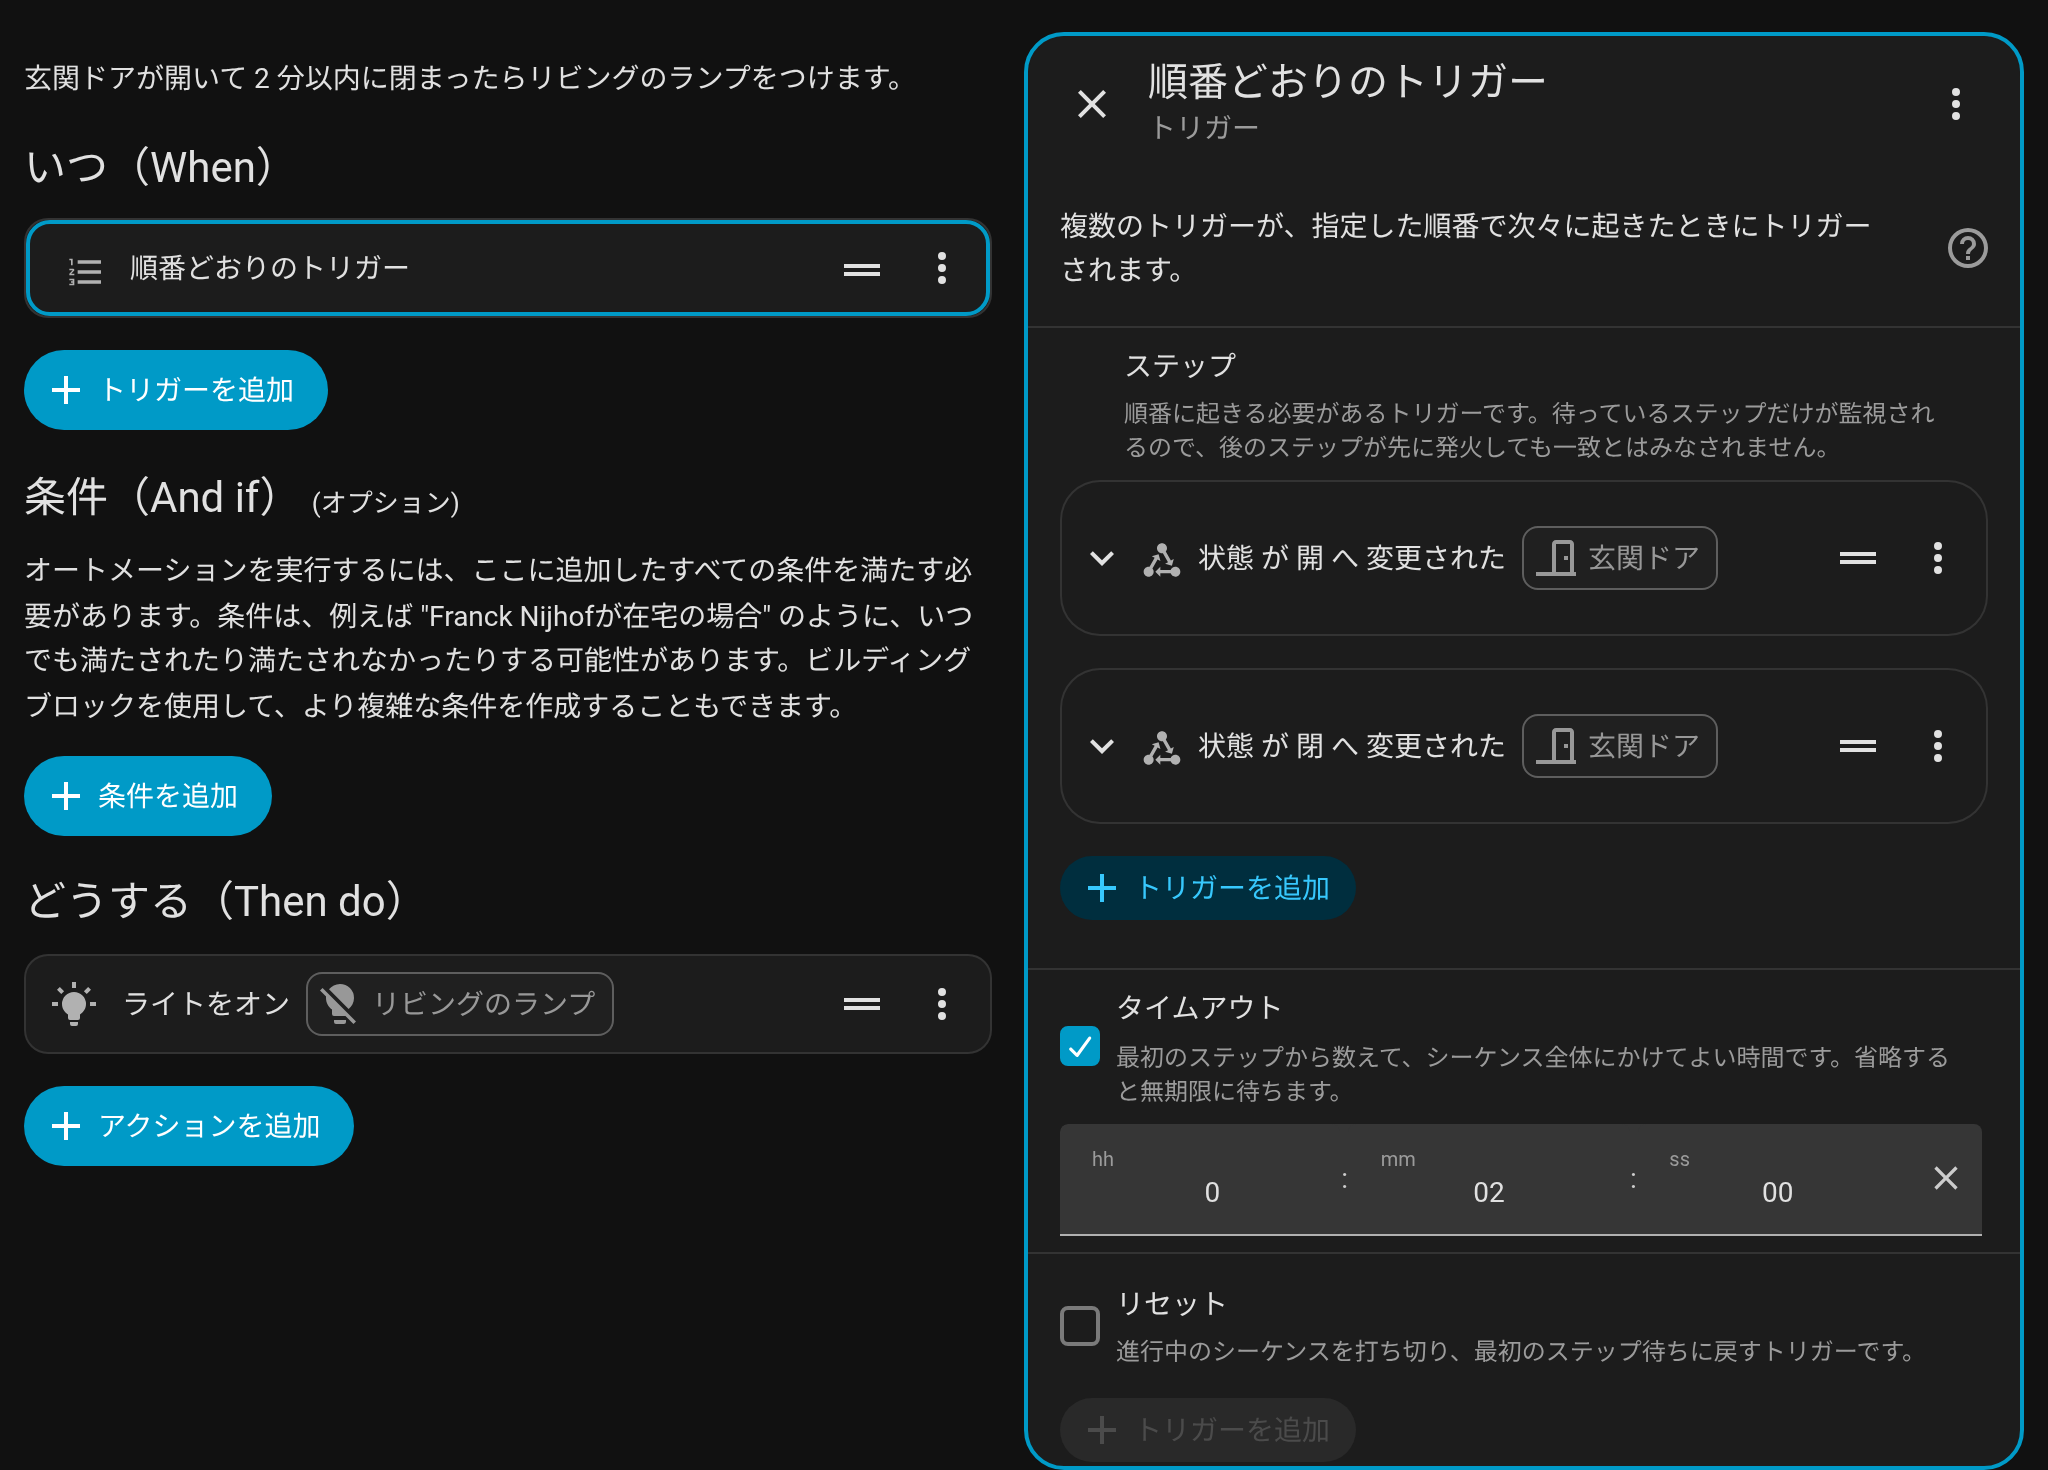 玄関ドアが開いて 2 分以内に閉まったらリビングのランプをつけます。
いつ（When）
順番どおりのトリガー
トリガーを追加
条件（And if） (オプション)
オートメーションを実行するには、ここに追加したすべての条件を満たす必
要があります。条件は、例えば "Franck Nijhofが在宅の場合" のように、いつ
でも満たされたり満たされなかったりする可能性があります。ビルディング
ブロックを使用して、より複雑な条件を作成することもできます。
条件を追加
どうする（Then do）
ライトをオン リビングのランプ
アクションを追加
順番どおりのトリガー
トリガー
複数のトリガーが、指定した順番で次々に起きたときにトリガー
されます。
ステップ
順番に起きる必要があるトリガーです。待っているステップだけが監視され
るので、後のステップが先に発火しても一致とはみなされません。
状態 が 開 へ 変更された 玄関ドア
状態 が 閉 へ 変更された 玄関ドア
トリガーを追加
タイムアウト
最初のステップから数えて、シーケンス全体にかけてよい時間です。省略する
と無期限に待ちます。
hh mm ss
0 : 02 : 00
リセット
進行中のシーケンスを打ち切り、最初のステップ待ちに戻すトリガーです。
トリガーを追加